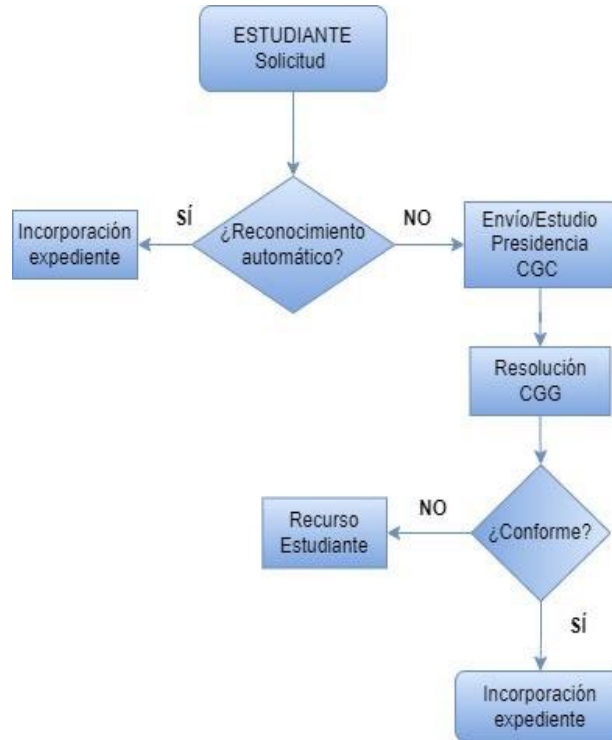 ESTUDIANTE
Solicitud
SÍ
¿Reconocimiento
automático?
NO
Incorporación
expediente
Envío/Estudio
Presidencia
CGC
Resolución
CGG
¿Conforme?
NO
Recurso
Estudiante
SÍ
Incorporación
expediente